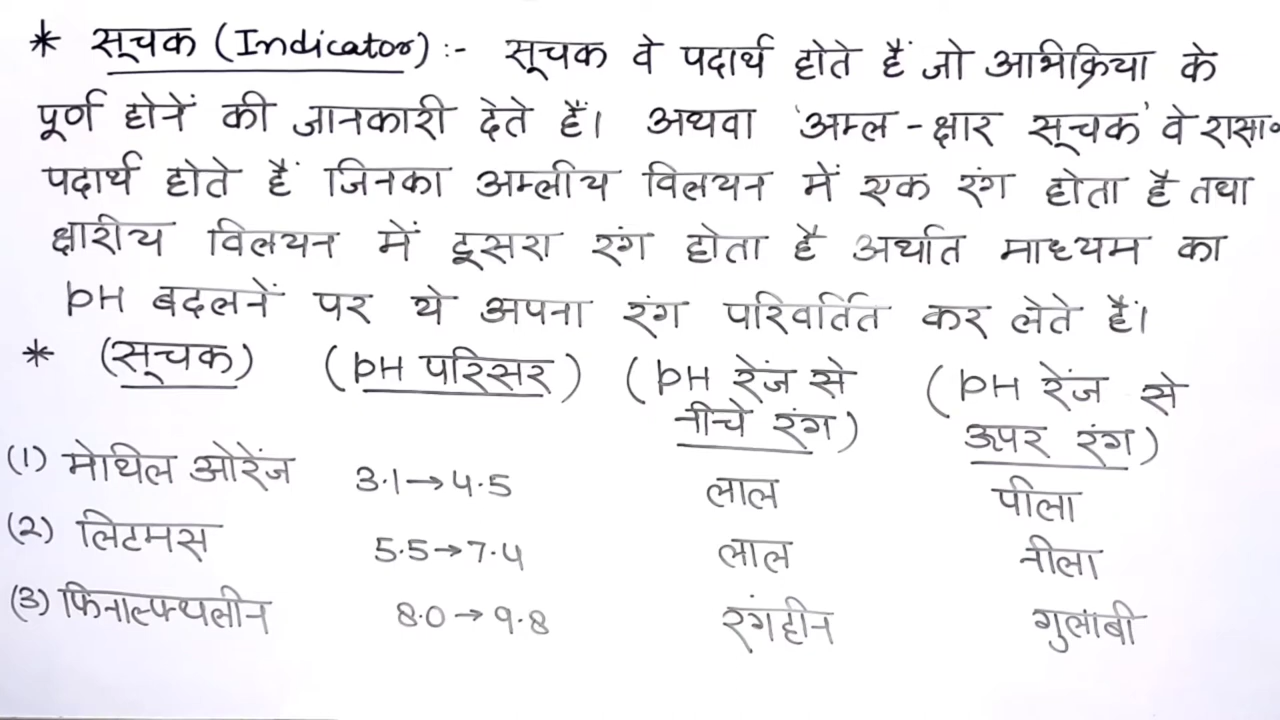 * सूचक (Indicator) :- सूचक वे पदार्थ होते हैं जो अभिक्रिया के
पूर्ण होनें की जानकारी देते हैं। अथवा 'अम्ल - क्षार सूचक' वे रासा॰
पदार्थ होते हैं जिनका अम्लीय विलयन में एक रंग होता है तथा
क्षारीय विलयन में दूसरा रंग होता है अर्थात माध्यम का
pH बदलनें पर ये अपना रंग परिवर्तित कर लेते हैं।
* (सूचक) (pH परिसर) (pH रेंज से नीचे रंग) (pH रेंज से ऊपर रंग)
(1) मेथिल ओरेंज 3.1→4.5 लाल पीला
(2) लिटमस 5.5→7.4 लाल नीला
(3) फिनाल्फ्थलीन 8.0→9.8 रंगहीन गुलाबी